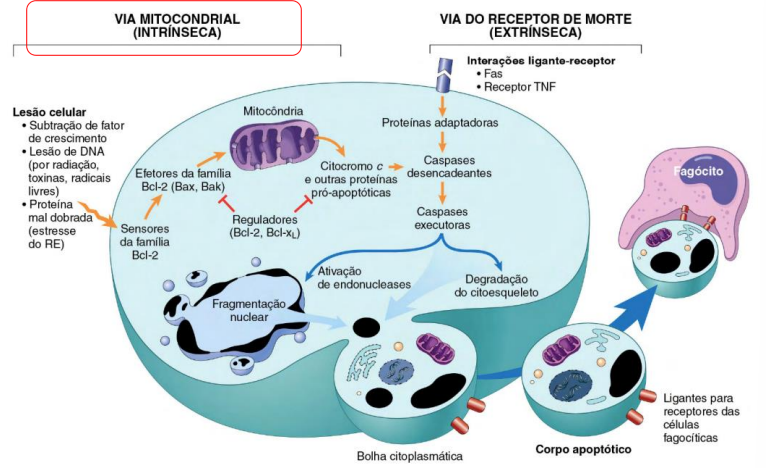 VIA MITOCONDRIAL
(INTRÍNSECA)
VIA DO RECEPTOR DE MORTE
(EXTRÍNSECA)
Interações ligante-receptor
• Fas
• Receptor TNF
Lesão celular
• Subtração de fator
de crescimento
• Lesão de DNA
(por radiação,
toxinas, radicais
livres)
• Proteína
mal dobrada
(estresse
do RE)
Mitocôndria
Efetores da família
Bcl-2 (Bax, Bak)
Sensores
da família
Bcl-2
Reguladores
(Bcl-2, Bcl-xL)
Citocromo c
e outras proteínas
pró-apoptóticas
Proteínas adaptadoras
Caspases
desencadeantes
Caspases
executoras
Ativação
de endonucleases
Degradação
do citoesqueleto
Fragmentação
nuclear
Fagócito
Bolha citoplasmática
Corpo apoptótico
Ligantes para
receptores das
células
fagocíticas